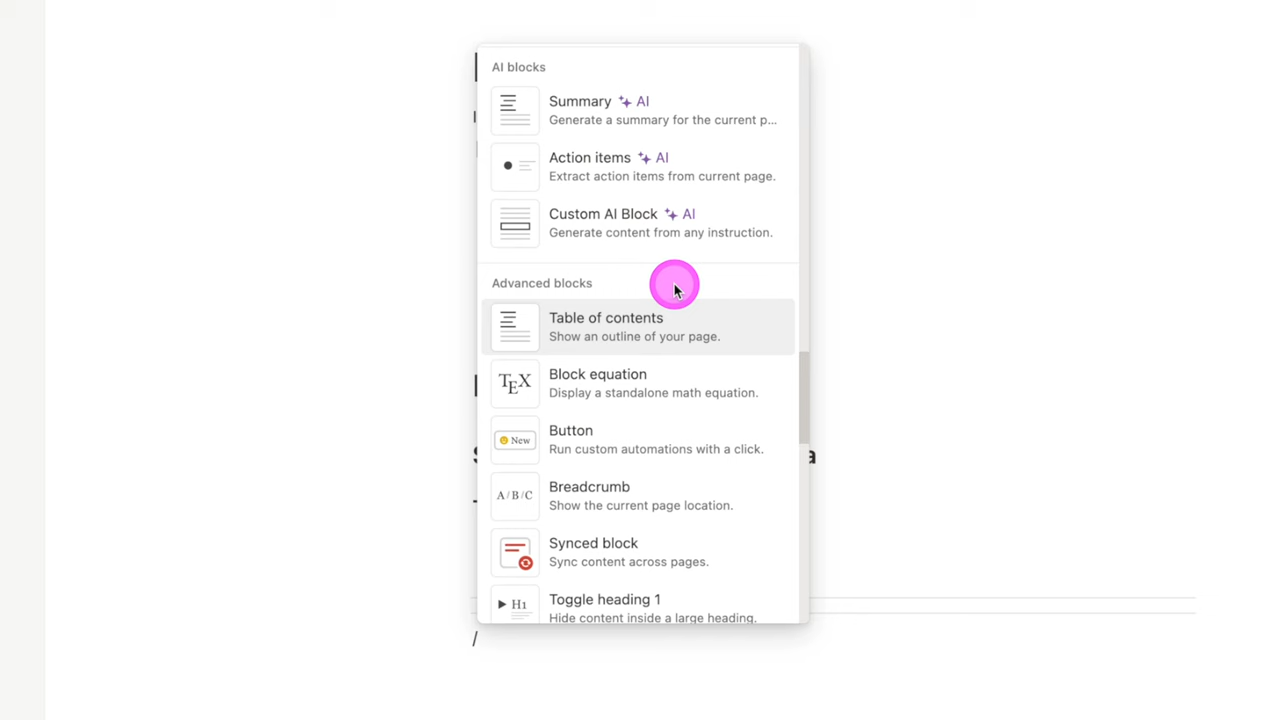 AI blocks
Summary AI
Generate a summary for the current p...
Action items AI
Extract action items from current page.
Custom AI Block AI
Generate content from any instruction.
Advanced blocks
Table of contents
Show an outline of your page.
TEX
Block equation
Display a standalone math equation.
New
Button
Run custom automations with a click.
A/B/C
Breadcrumb
Show the current page location.
Synced block
Sync content across pages.
H1
Toggle heading 1
Hide content inside a large heading.
/